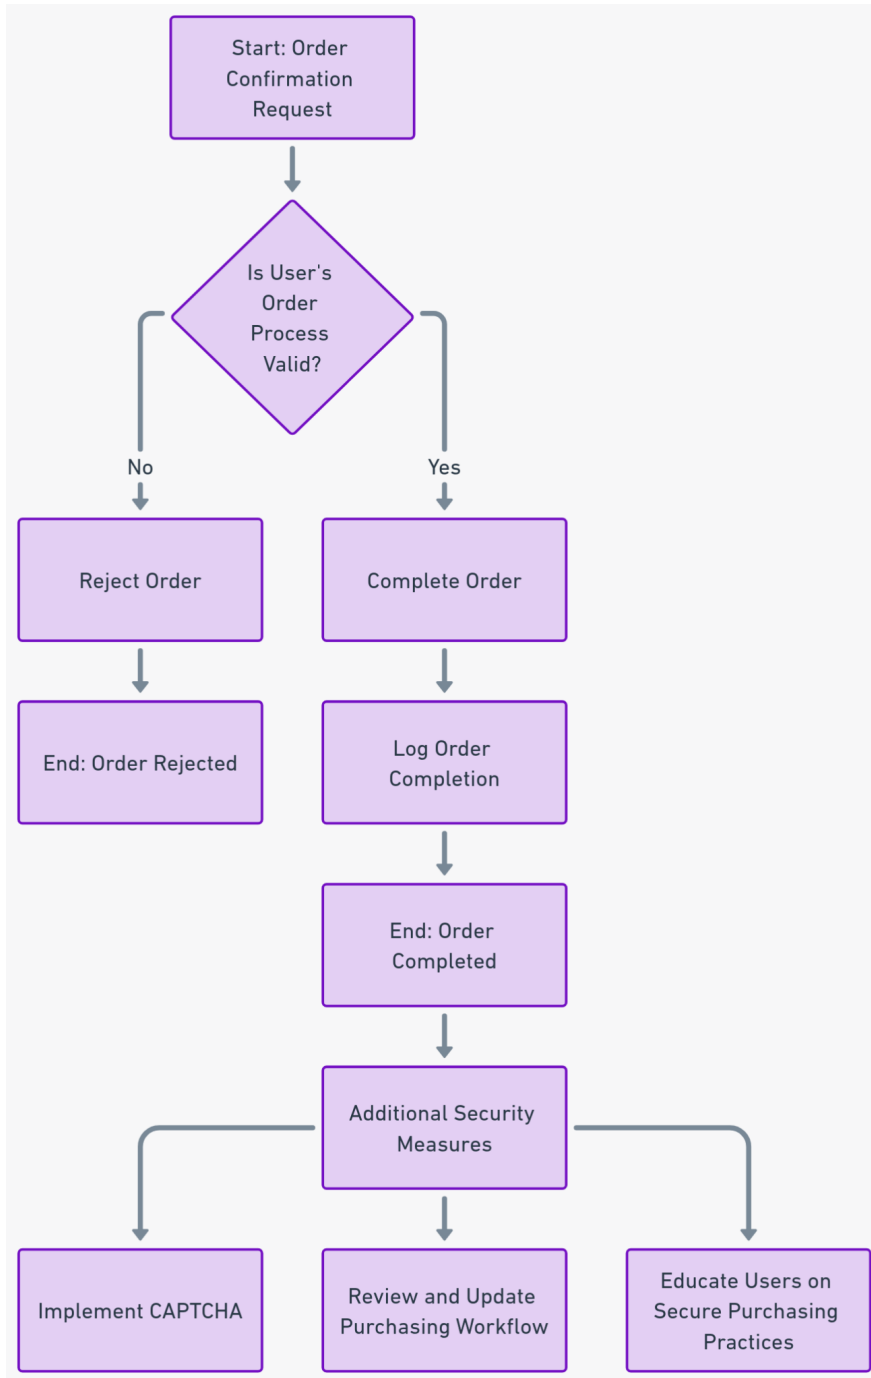 Start: Order
Confirmation
Request
Is User's
Order
Process
Valid?
No
Yes
Reject Order
Complete Order
End: Order Rejected
Log Order
Completion
End: Order
Completed
Additional Security
Measures
Implement CAPTCHA
Review and Update
Purchasing Workflow
Educate Users on
Secure Purchasing
Practices